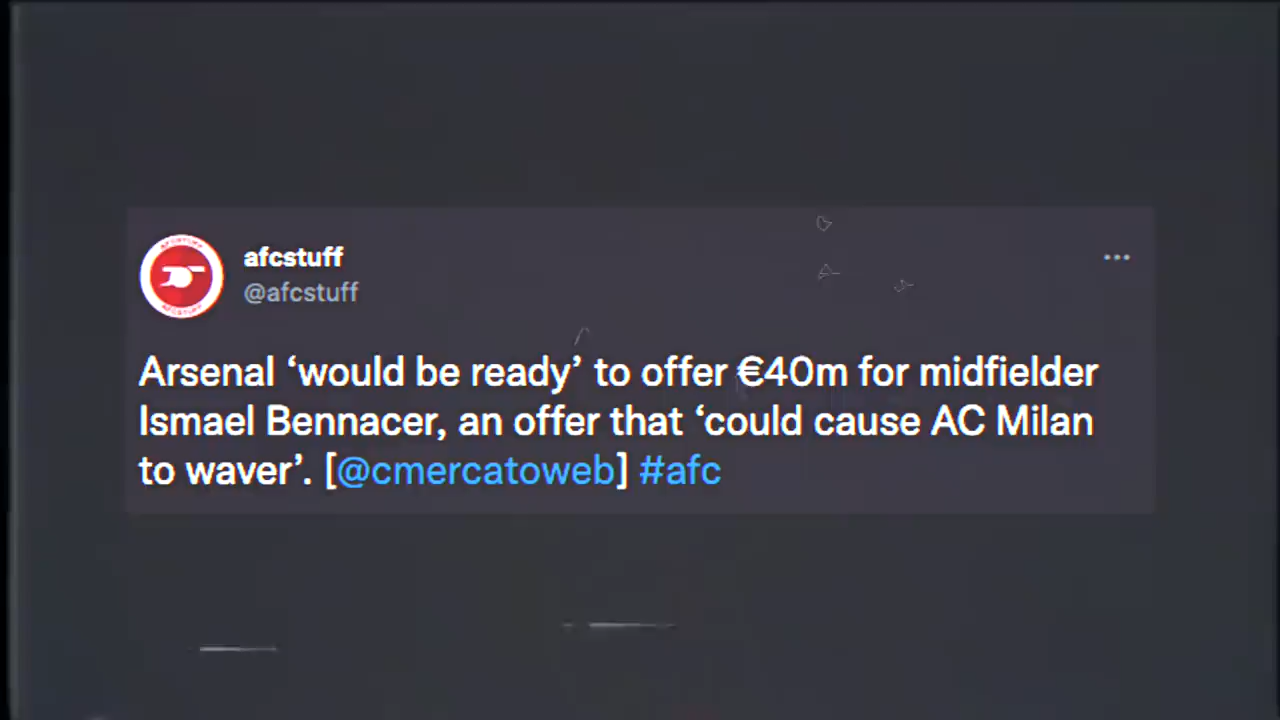 afcstuff
@afcstuff
Arsenal ‘would be ready’ to offer €40m for midfielder
Ismael Bennacer, an offer that ‘could cause AC Milan
to waver’. [@cmercatoweb] #afc